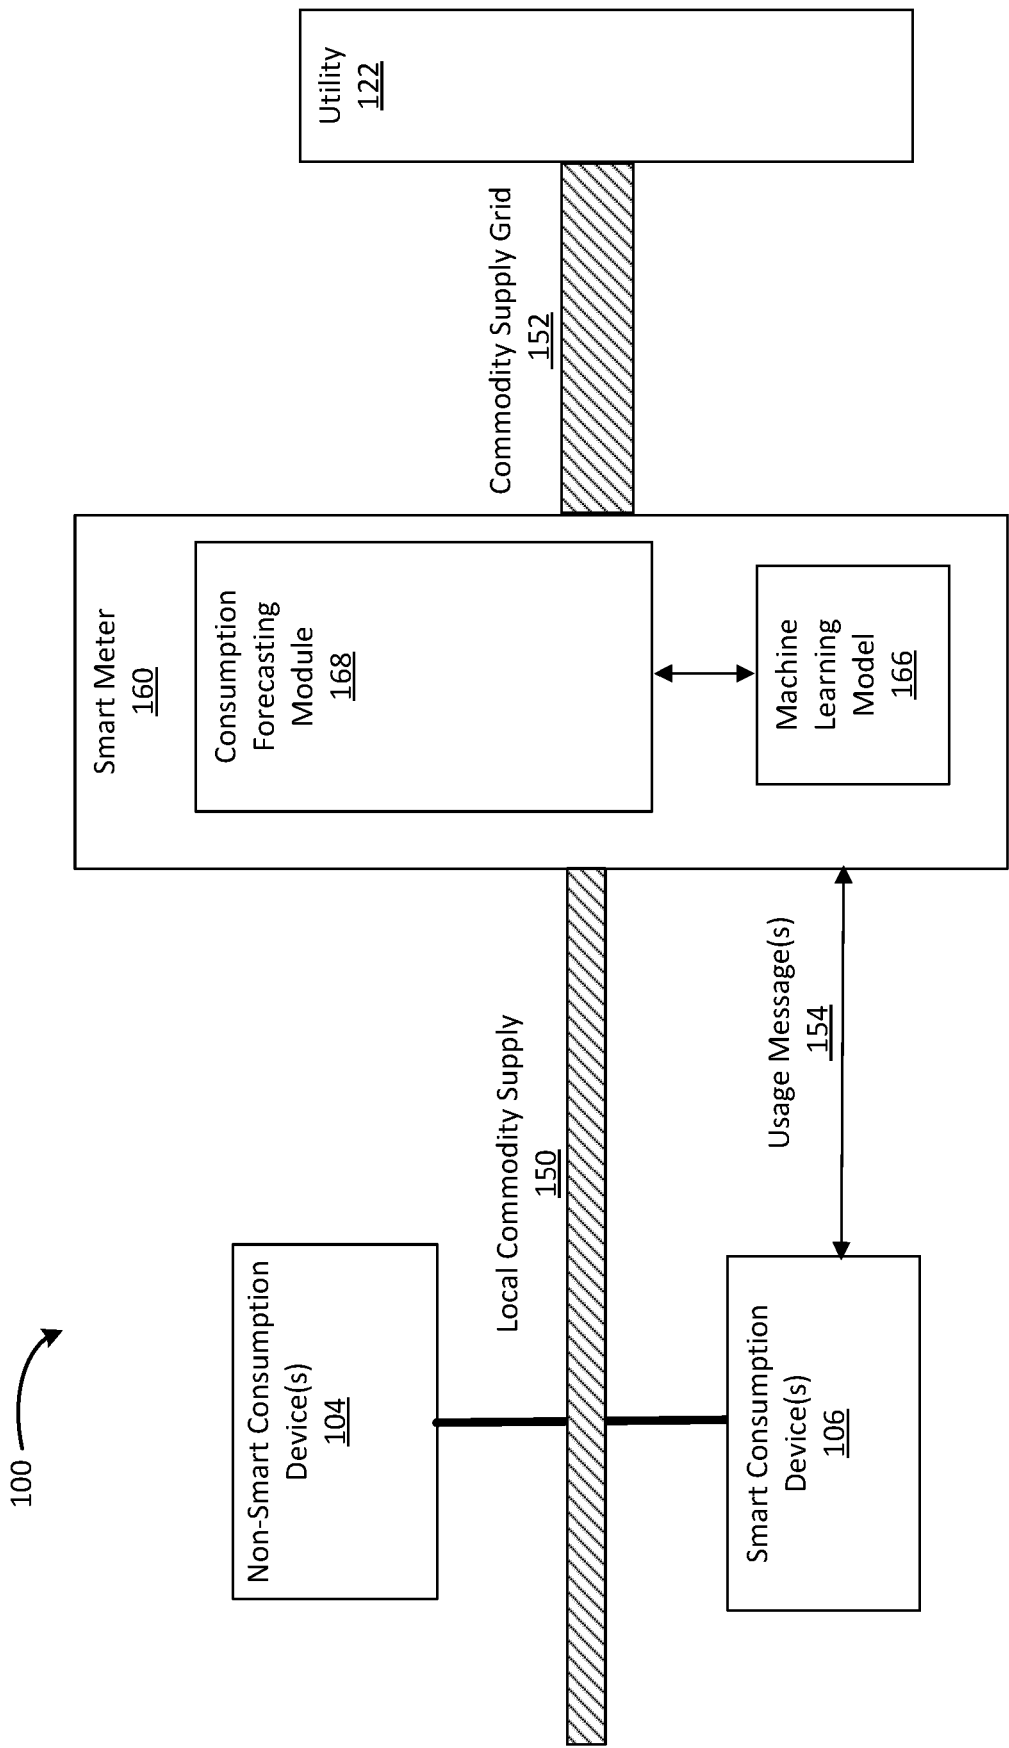 100
Non-Smart Consumption
Device(s)
104
Smart Consumption
Device(s)
106
Local Commodity Supply
150
Usage Message(s)
154
Smart Meter
160
Consumption
Forecasting
Module
168
Machine
Learning
Model
166
Commodity Supply Grid
152
Utility
122